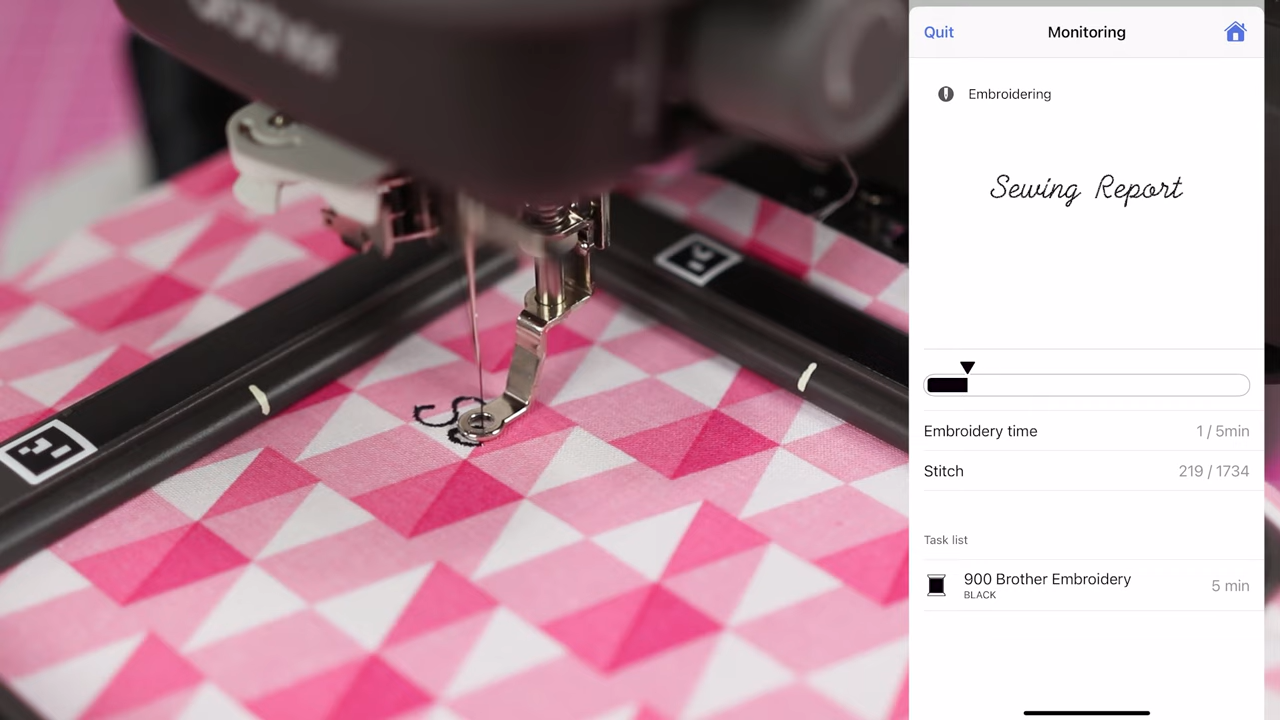 Quit
Monitoring
Embroidering
Sewing Report
Embroidery time
1 / 5min
Stitch
219 / 1734
Task list
900 Brother Embroidery
5 min
BLACK